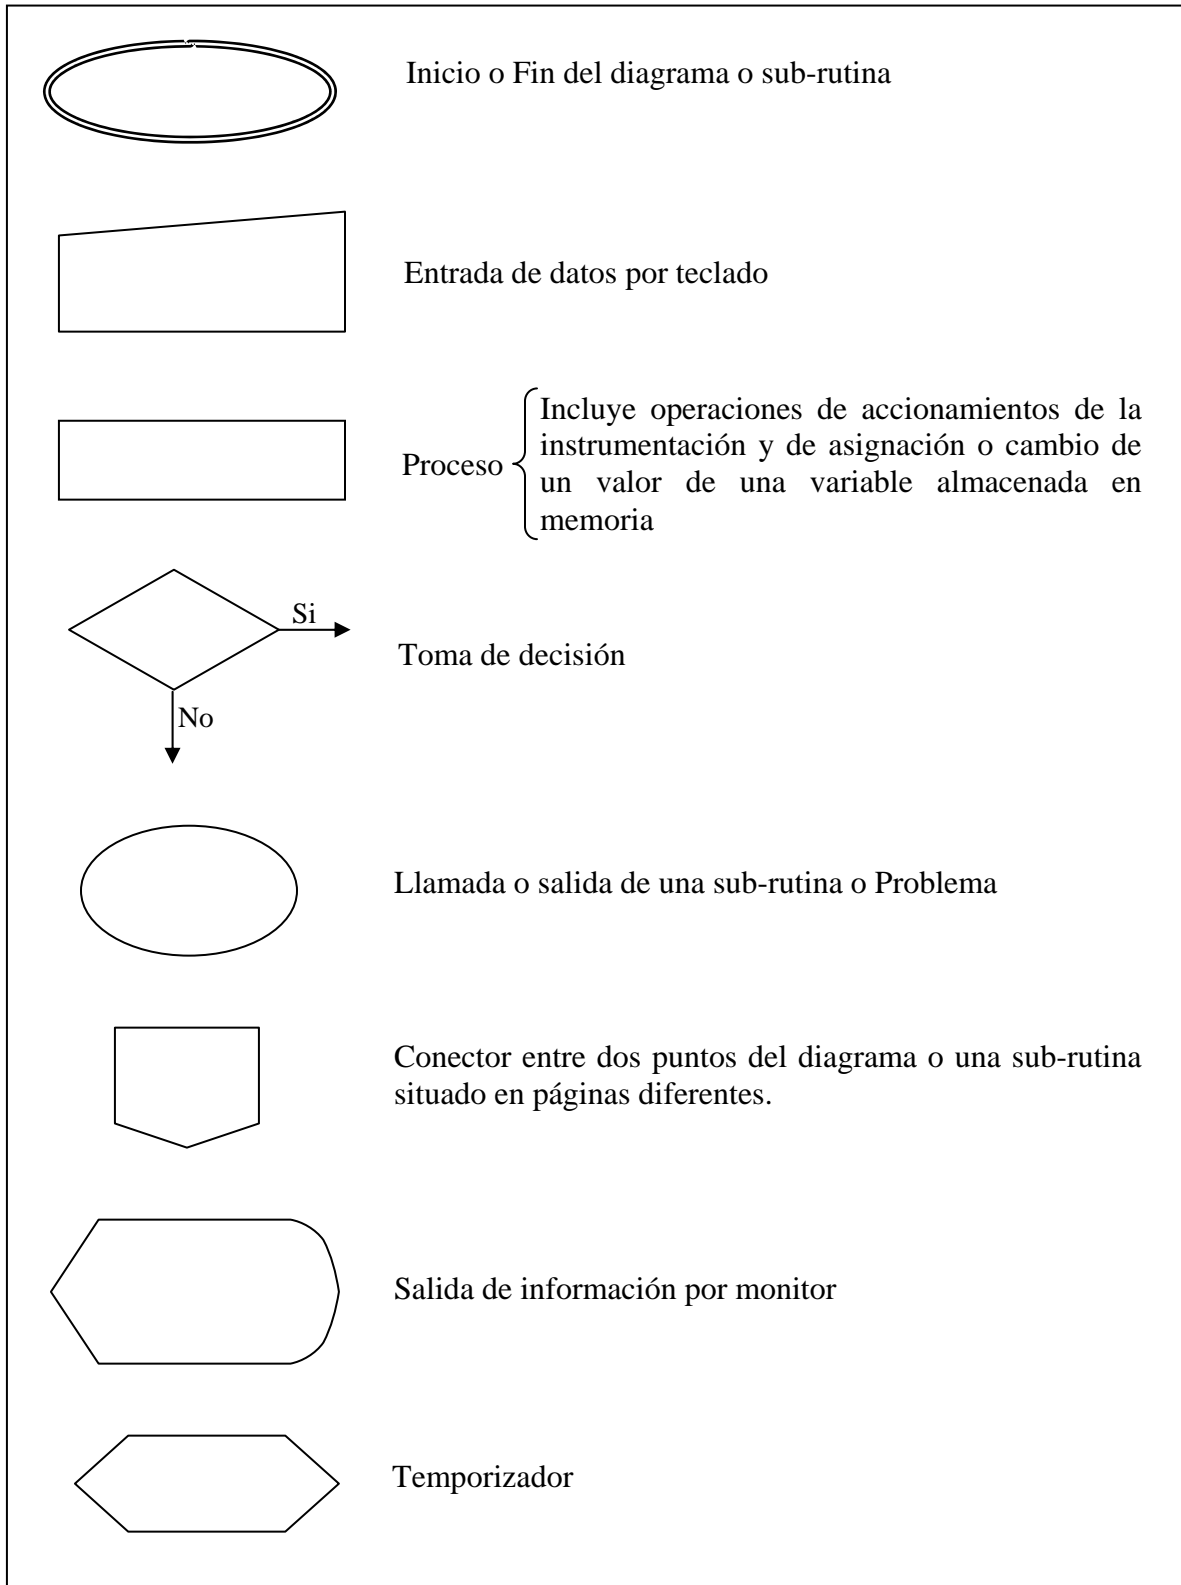 Inicio o Fin del diagrama o sub-rutina
Entrada de datos por teclado
Proceso
Incluye operaciones de accionamientos de la
instrumentación y de asignación o cambio de
un valor de una variable almacenada en
memoria
Si
Toma de decisión
No
Llamada o salida de una sub-rutina o Problema
Conector entre dos puntos del diagrama o una sub-rutina
situado en páginas diferentes.
Salida de información por monitor
Temporizador